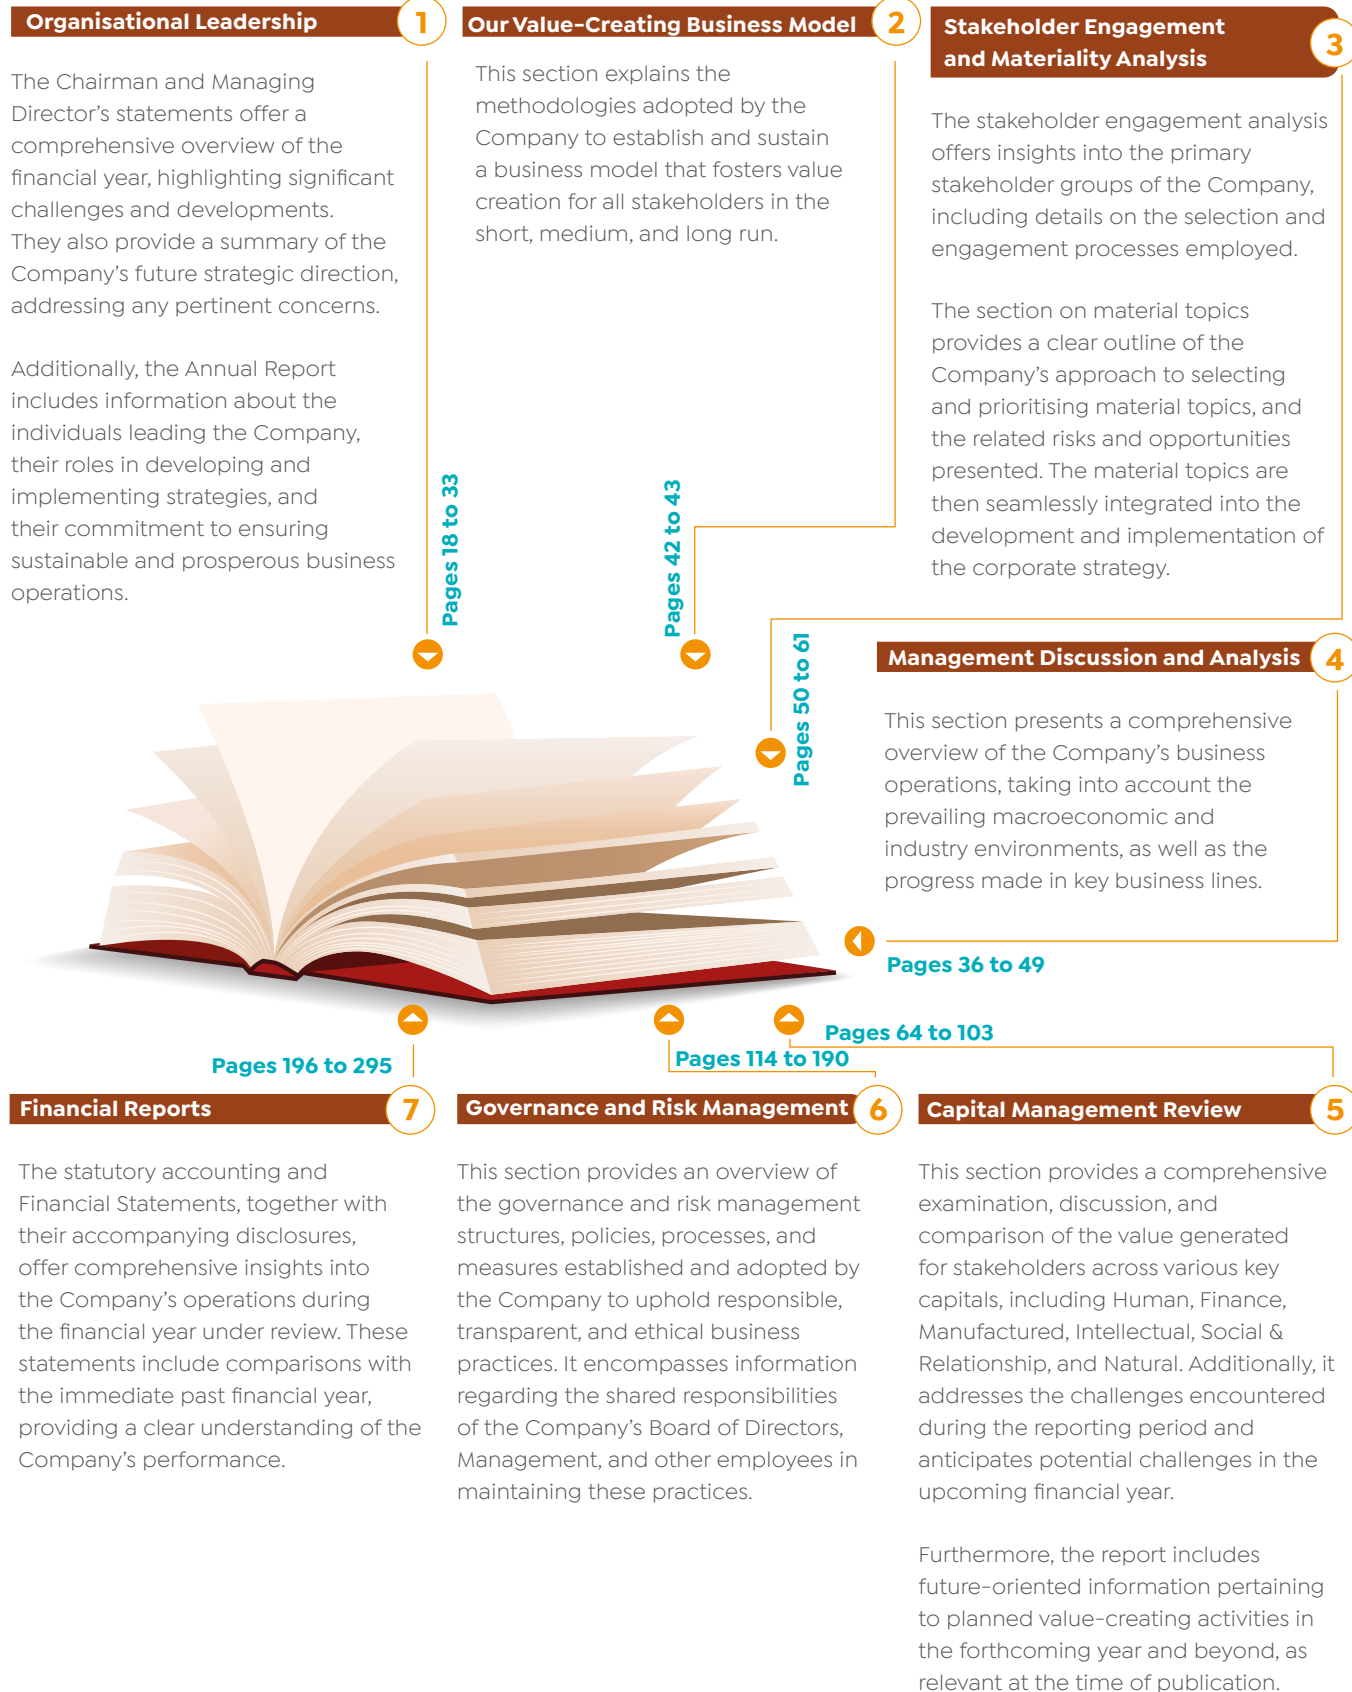 Organisational Leadership
1
The Chairman and Managing
Director’s statements offer a
comprehensive overview of the
financial year, highlighting significant
challenges and developments.
They also provide a summary of the
Company’s future strategic direction,
addressing any pertinent concerns.
Additionally, the Annual Report
includes information about the
individuals leading the Company,
their roles in developing and
implementing strategies, and
their commitment to ensuring
sustainable and prosperous business
operations.
Pages 18 to 33
Our Value-Creating Business Model
2
This section explains the
methodologies adopted by the
Company to establish and sustain
a business model that fosters value
creation for all stakeholders in the
short, medium, and long run.
Pages 42 to 43
Stakeholder Engagement
and Materiality Analysis
3
The stakeholder engagement analysis
offers insights into the primary
stakeholder groups of the Company,
including details on the selection and
engagement processes employed.
The section on material topics
provides a clear outline of the
Company’s approach to selecting
and prioritising material topics, and
the related risks and opportunities
presented. The material topics are
then seamlessly integrated into the
development and implementation of
the corporate strategy.
Pages 50 to 61
Management Discussion and Analysis
4
This section presents a comprehensive
overview of the Company’s business
operations, taking into account the
prevailing macroeconomic and
industry environments, as well as the
progress made in key business lines.
Pages 36 to 49
Pages 64 to 103
Pages 114 to 190
Pages 196 to 295
Financial Reports
7
The statutory accounting and
Financial Statements, together with
their accompanying disclosures,
offer comprehensive insights into
the Company’s operations during
the financial year under review. These
statements include comparisons with
the immediate past financial year,
providing a clear understanding of the
Company’s performance.
Governance and Risk Management
6
This section provides an overview of
the governance and risk management
structures, policies, processes, and
measures established and adopted by
the Company to uphold responsible,
transparent, and ethical business
practices. It encompasses information
regarding the shared responsibilities
of the Company’s Board of Directors,
Management, and other employees in
maintaining these practices.
Capital Management Review
5
This section provides a comprehensive
examination, discussion, and
comparison of the value generated
for stakeholders across various key
capitals, including Human, Finance,
Manufactured, Intellectual, Social &
Relationship, and Natural. Additionally, it
addresses the challenges encountered
during the reporting period and
anticipates potential challenges in the
upcoming financial year.
Furthermore, the report includes
future-oriented information pertaining
to planned value-creating activities in
the forthcoming year and beyond, as
relevant at the time of publication.